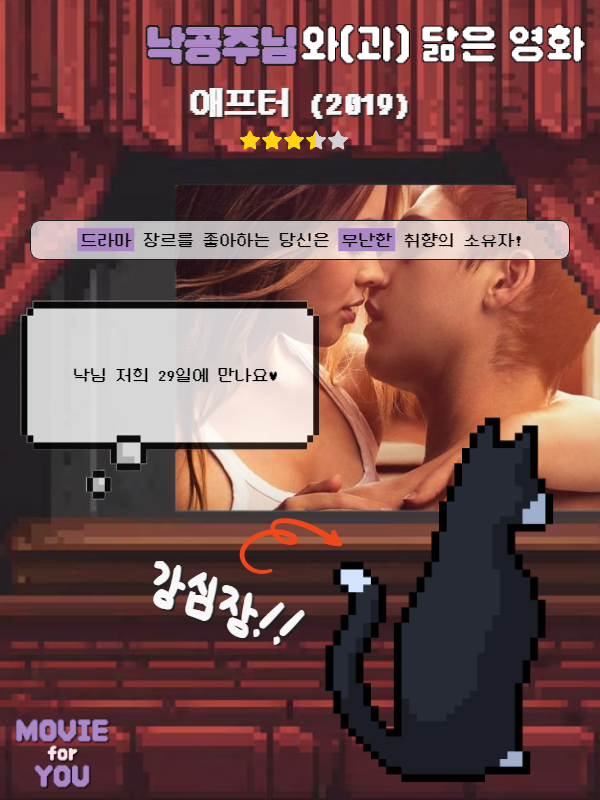 낙공주님와(과) 닮은 영화
애프터 (2019)
드라마 장르를 좋아하는 당신은 무난한 취향의 소유자!
낙님 저희 29일에 만나요♥
강심장!!
MOVIE
for
YOU